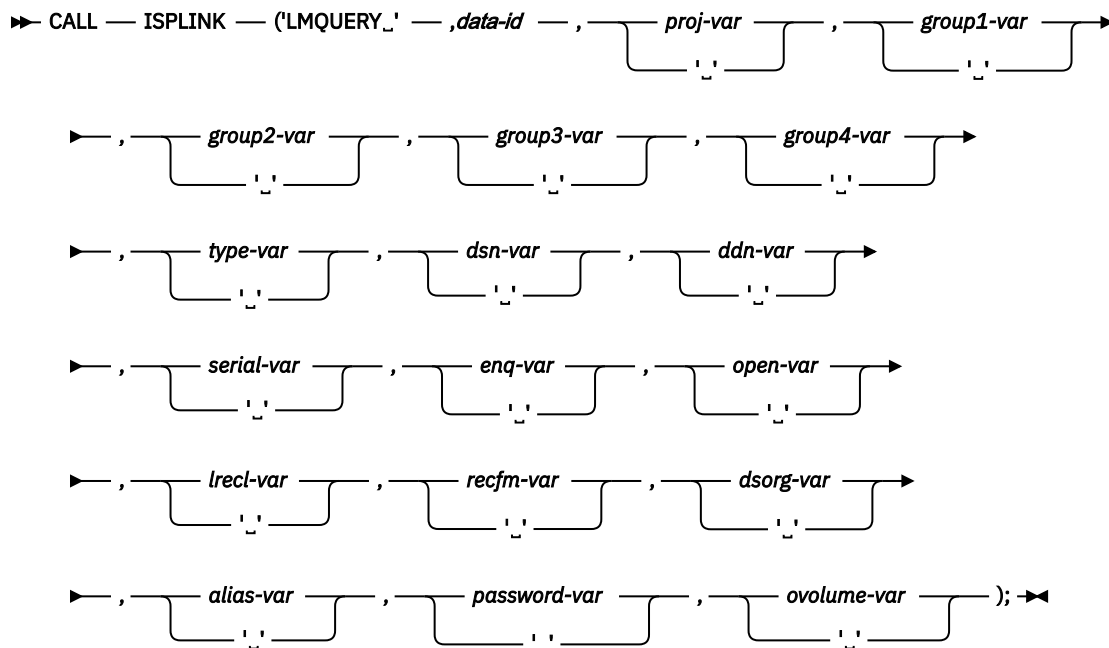 CALL ISPLINK ('LMQUERY␣' ,data-id , proj-var , group1-var
'␣' '␣'
, group2-var , group3-var , group4-var
'␣' '␣' '␣'
, type-var , dsn-var , ddn-var
'␣' '␣' '␣'
, serial-var , enq-var , open-var
'␣' '␣' '␣'
, lrecl-var , recfm-var , dsorg-var
'␣' '␣' '␣'
, alias-var , password-var , ovolume-var );
'␣' ' ' '␣'